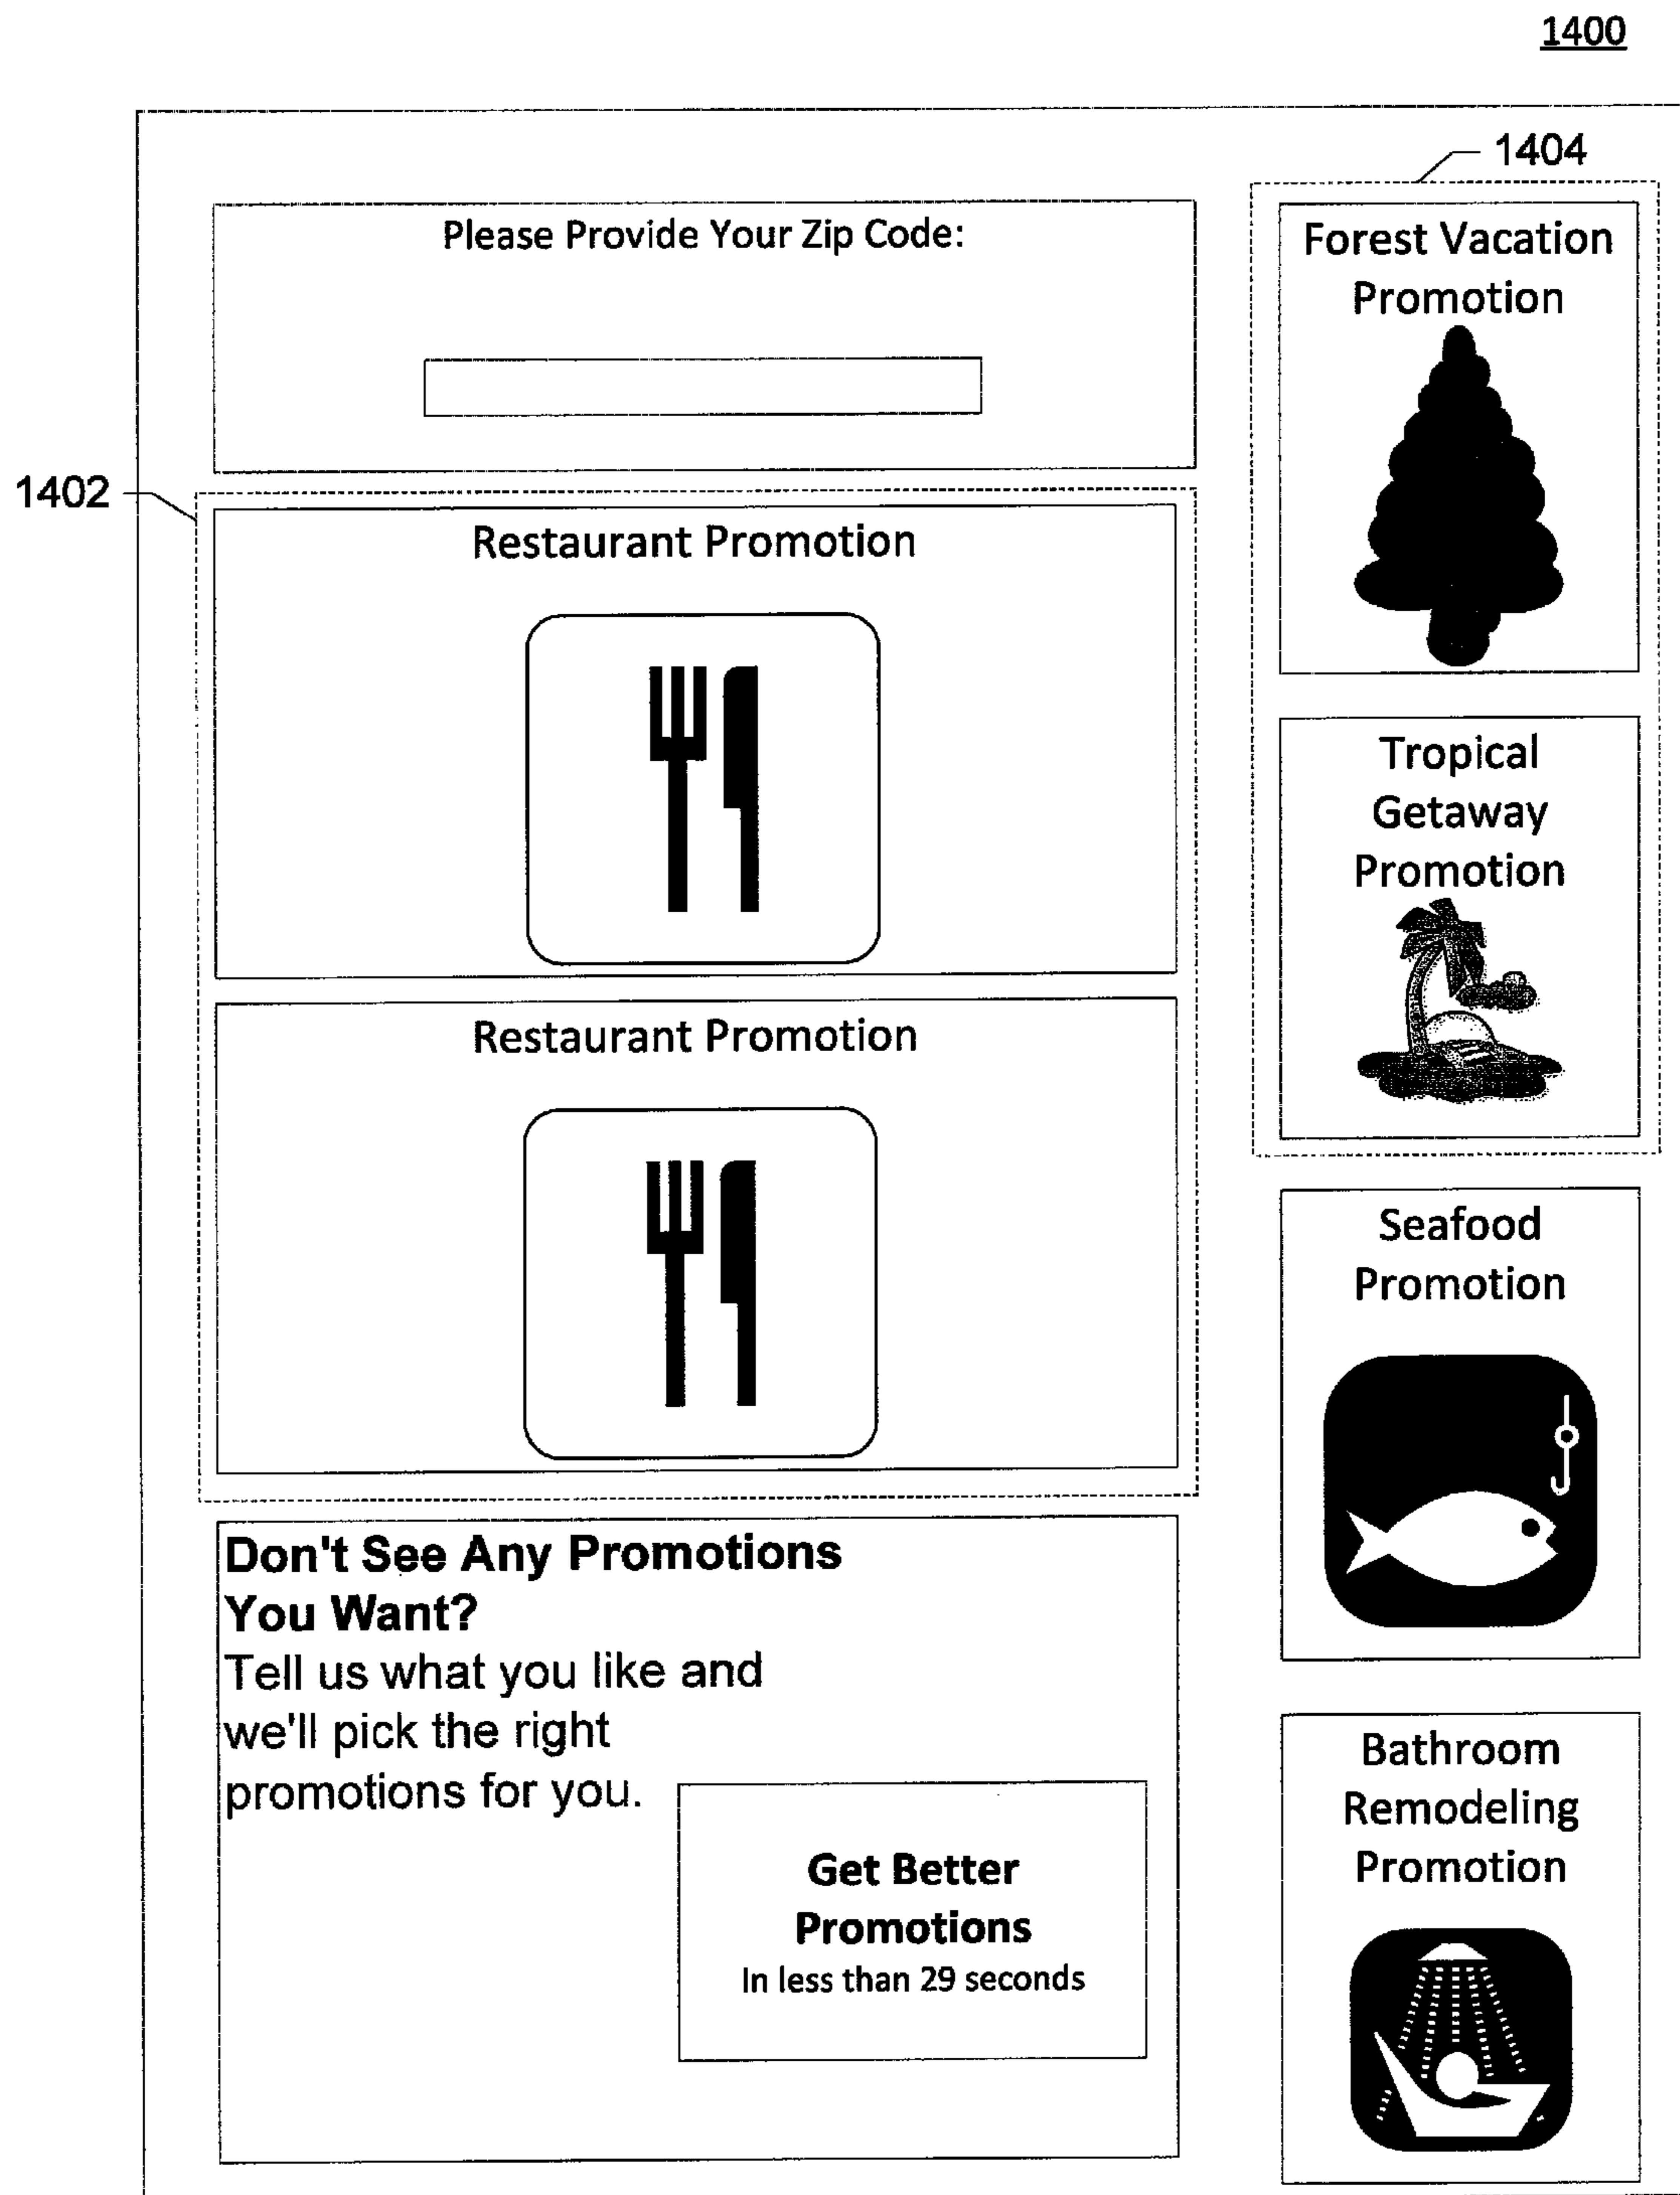 1400
1404
Please Provide Your Zip Code:
1402
Restaurant Promotion
Restaurant Promotion
Don't See Any Promotions
You Want?
Tell us what you like and
we'll pick the right
promotions for you.
Get Better
Promotions
In less than 29 seconds
Forest Vacation
Promotion
Tropical
Getaway
Promotion
Seafood
Promotion
Bathroom
Remodeling
Promotion